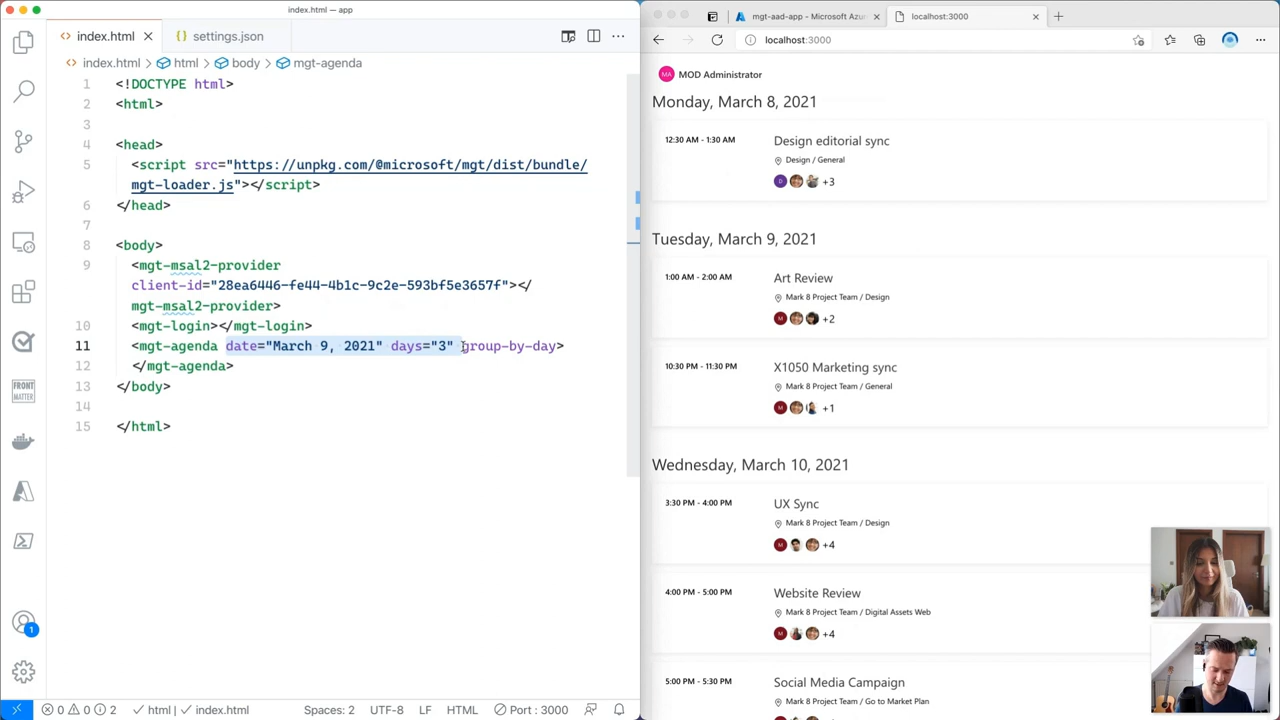 index.html — app
index.html
settings.json
index.html > html > body > mgt-agenda
1 <!DOCTYPE html>
2 <html>
3
4 <head>
5 <script src="https://unpkg.com/@microsoft/mgt/dist/bundle/
mgt-loader.js"></script>
6 </head>
7
8 <body>
9 <mgt-msal2-provider
client-id="28ea6446-fe44-4b1c-9c2e-593bf5e3657f"></
mgt-msal2-provider>
10 <mgt-login></mgt-login>
11 <mgt-agenda date="March 9, 2021" days="3" group-by-day>
12 </mgt-agenda>
13 </body>
14
15 </html>
FRONT
MATTER
1
0 0 2 html index.html Spaces: 2 UTF-8 LF HTML Port : 3000
mgt-aad-app - Microsoft Azu
localhost:3000
localhost:3000
MA MOD Administrator
Monday, March 8, 2021
12:30 AM - 1:30 AM Design editorial sync
Design / General
D +3
Tuesday, March 9, 2021
1:00 AM - 2:00 AM Art Review
Mark 8 Project Team / Design
M +2
10:30 PM - 11:30 PM X1050 Marketing sync
Mark 8 Project Team / General
M +1
Wednesday, March 10, 2021
3:30 PM - 4:00 PM UX Sync
Mark 8 Project Team / Design
M +4
4:00 PM - 5:00 PM Website Review
Mark 8 Project Team / Digital Assets Web
M +4
5:00 PM - 5:30 PM Social Media Campaign
Mark 8 Project Team / Go to Market Plan